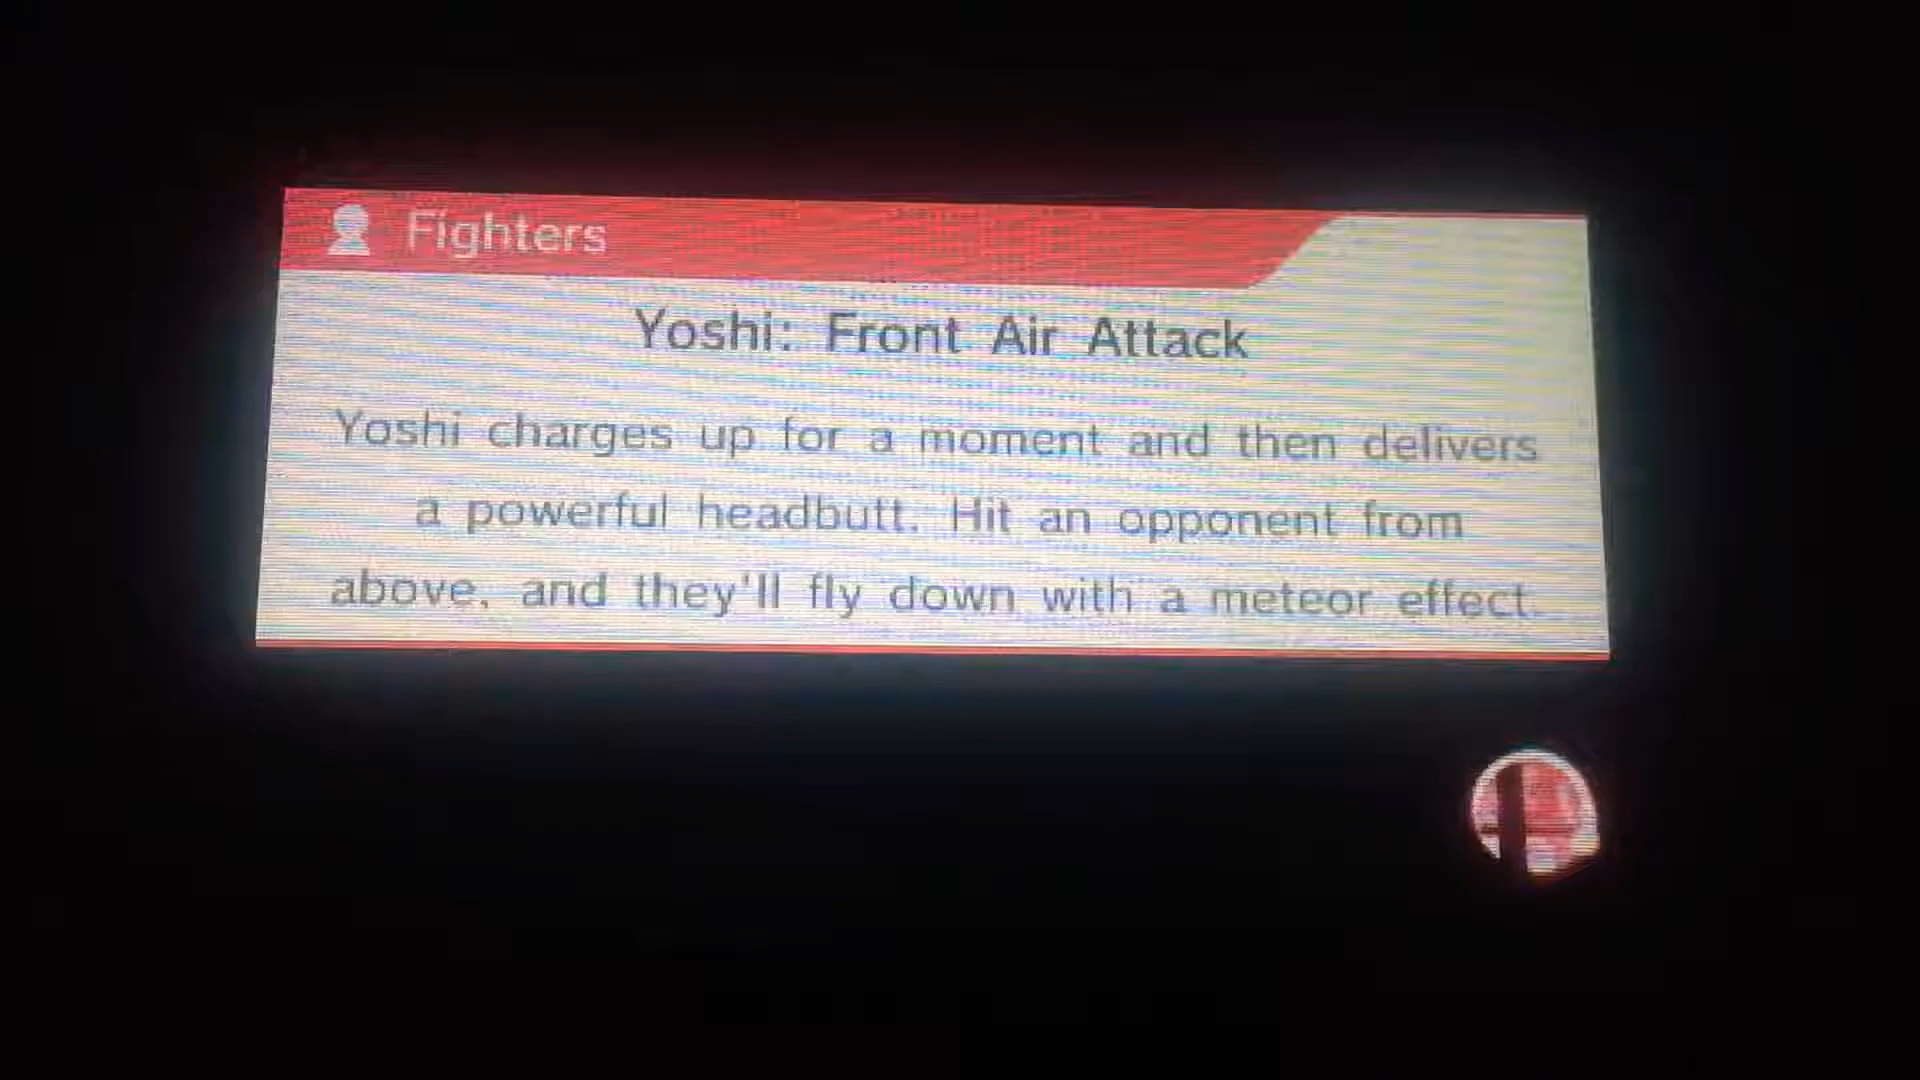 Fighters
Yoshi: Front Air Attack
Yoshi charges up for a moment and then delivers
a powerful headbutt. Hit an opponent from
above, and they'll fly down with a meteor effect.